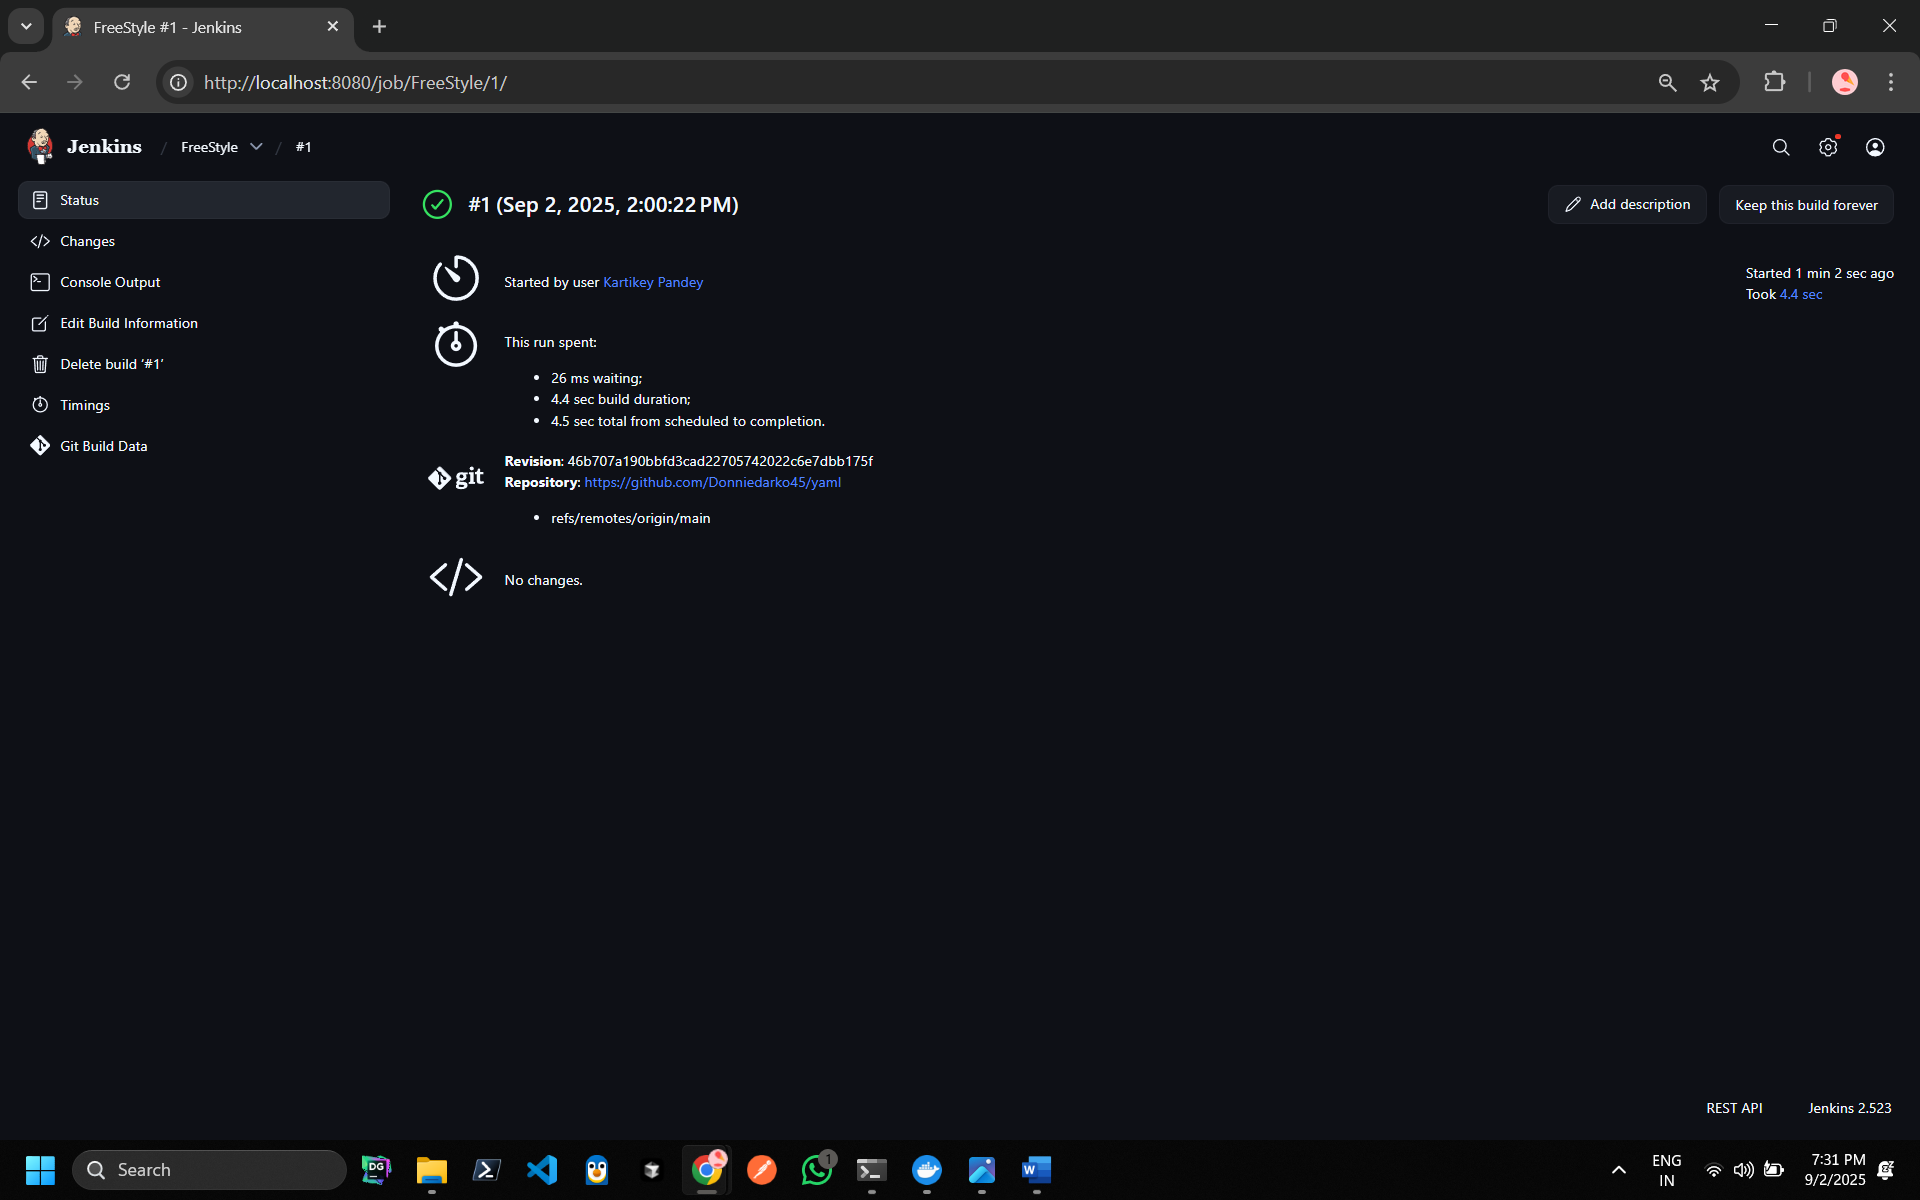 FreeStyle #1 - Jenkins
http://localhost:8080/job/FreeStyle/1/
Jenkins / FreeStyle / #1
Status
Changes
Console Output
Edit Build Information
Delete build ‘#1’
Timings
Git Build Data
#1 (Sep 2, 2025, 2:00:22 PM)
Add description
Keep this build forever
Started by user Kartikey Pandey
Started 1 min 2 sec ago
Took 4.4 sec
This run spent:
• 26 ms waiting;
• 4.4 sec build duration;
• 4.5 sec total from scheduled to completion.
git
Revision: 46b707a190bbfd3cad22705742022c6e7dbb175f
Repository: https://github.com/Donniedarko45/yaml
• refs/remotes/origin/main
No changes.
REST API
Jenkins 2.523
Search
DG
1
W
ENG
IN
7:31 PM
9/2/2025